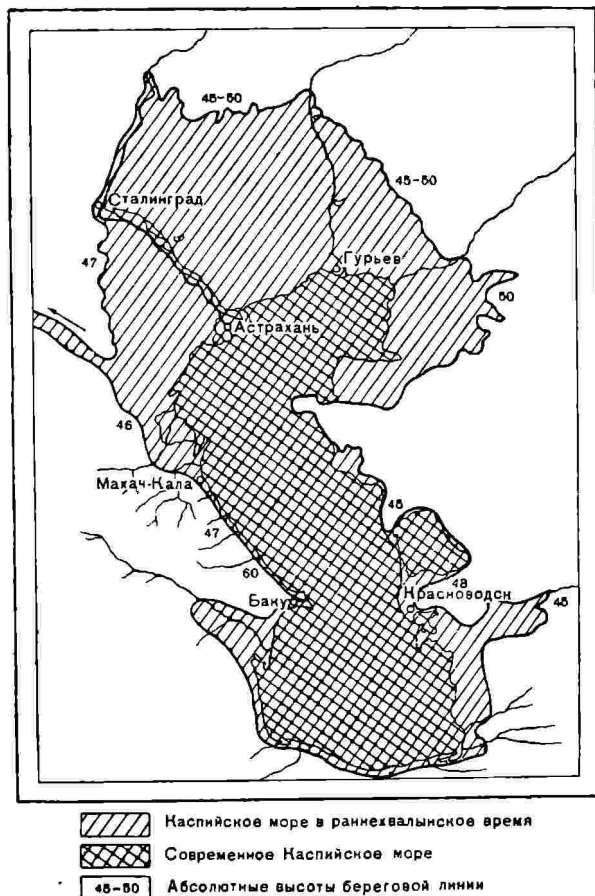 45-50
45-50
Сталинград
47
Гурьев
50
Астрахань
46
Махач-Кала
47
60
45
48
Баку
Красноводск
45
Каспийское море в раннехвалынское время
Современное Каспийское море
45-50 Абсолютные высоты береговой линии